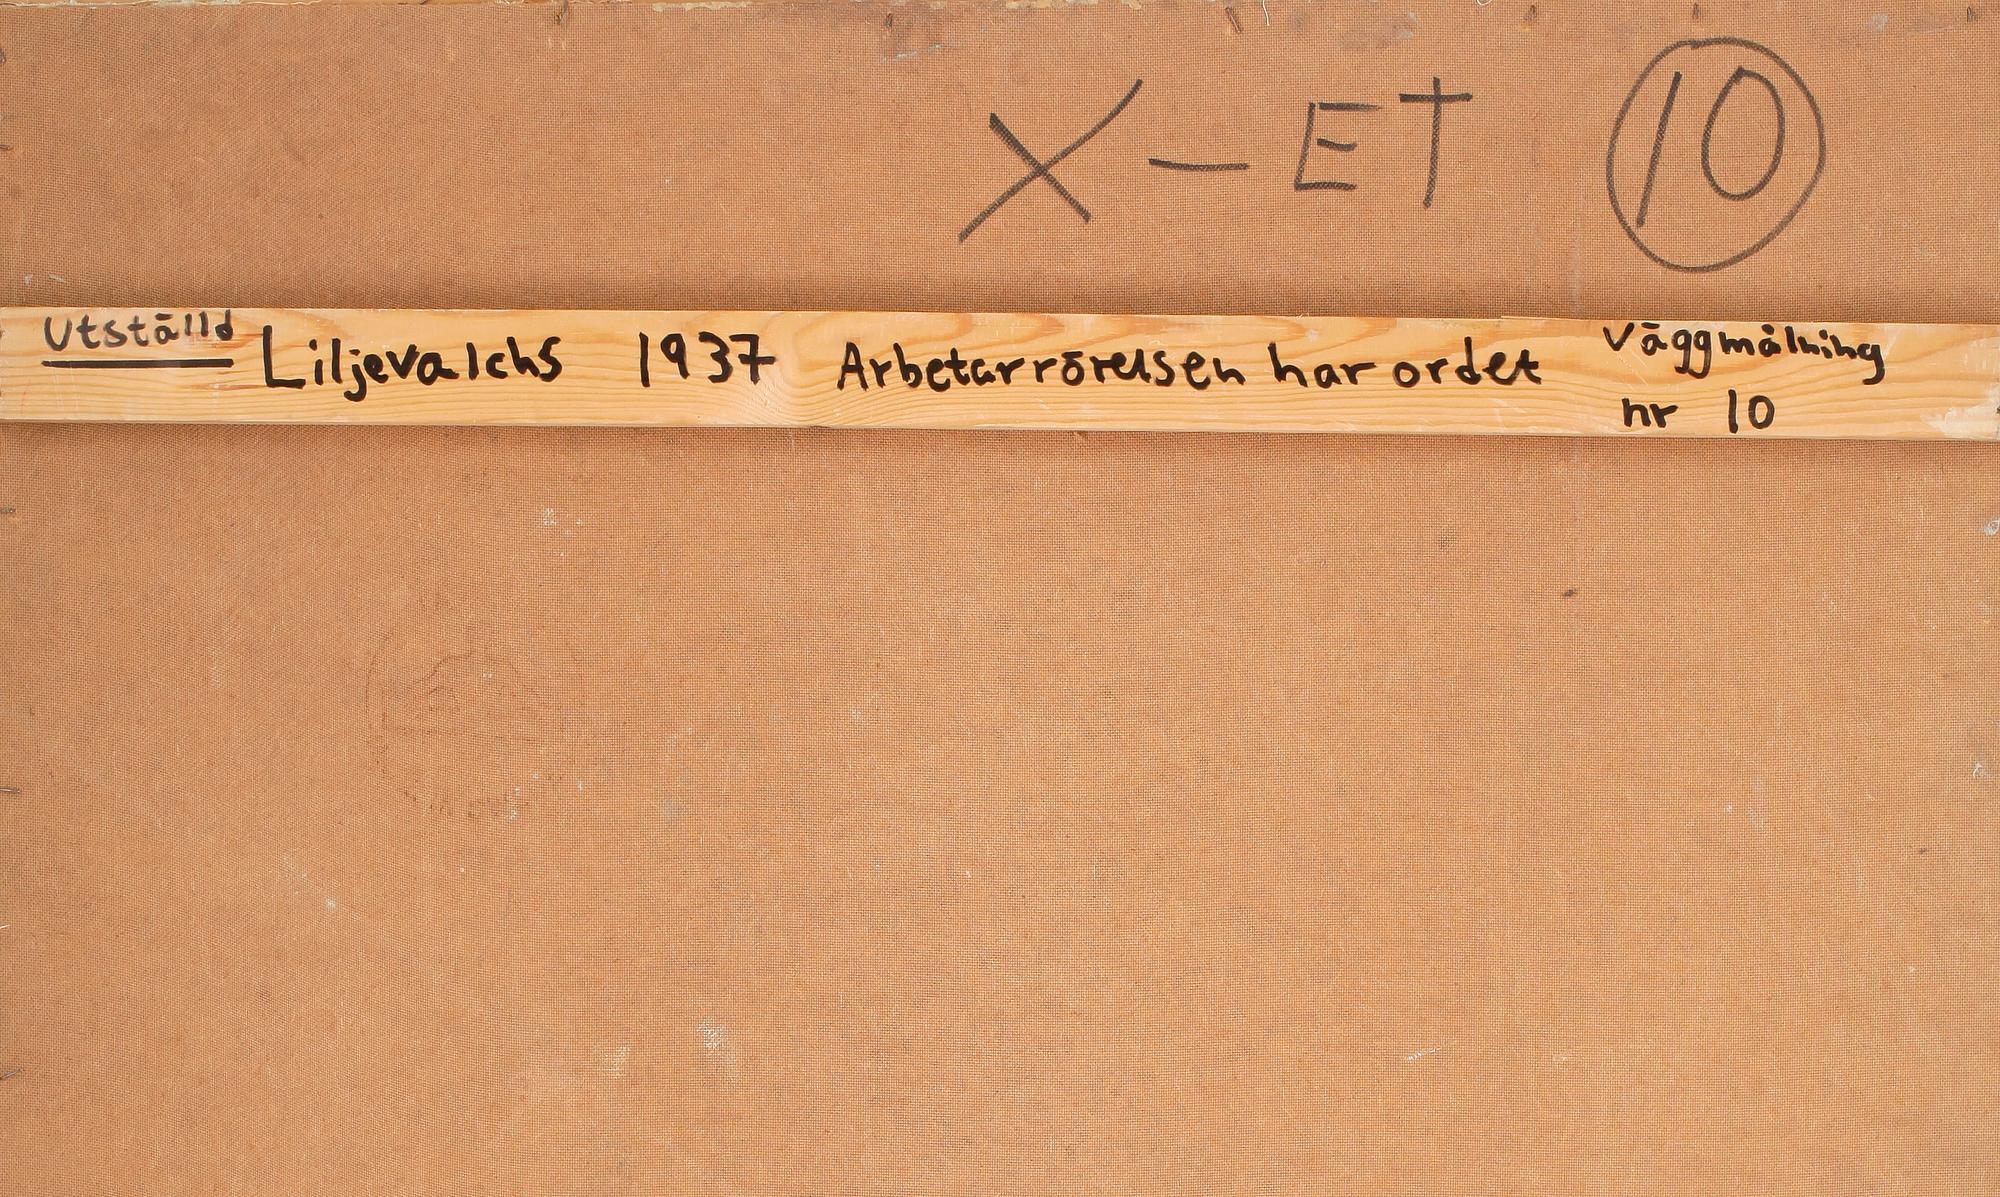 X-ET 10
Utställd Liljevalchs 1937 Arbetarrörelsen har ordet Väggmålning
nr 10